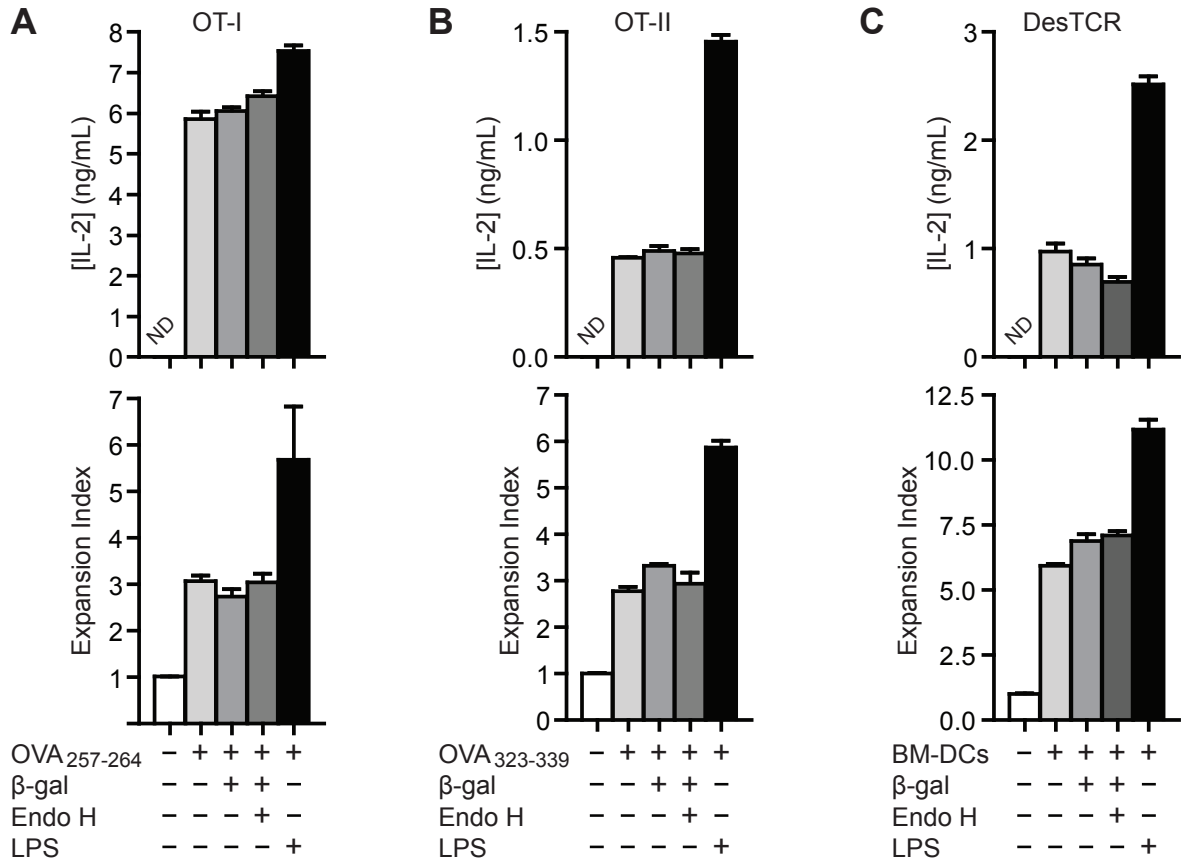 A
OT-I
[IL-2] (ng/mL)
8
7
6
5
4
3
2
1
0
ND
Expansion Index
7
6
5
4
3
2
1
OVA257-264 – + + + +
β-gal – – + + –
Endo H – – – + –
LPS – – – – +
B
OT-II
[IL-2] (ng/mL)
1.5
1.0
0.5
0.0
ND
Expansion Index
7
6
5
4
3
2
1
0
OVA323-339 – + + + +
β-gal – – + + –
Endo H – – – + –
LPS – – – – +
C
DesTCR
[IL-2] (ng/mL)
3
2
1
0
ND
Expansion Index
12.5
10.0
7.5
5.0
2.5
0.0
BM-DCs – + + + +
β-gal – – + + –
Endo H – – – + –
LPS – – – – +